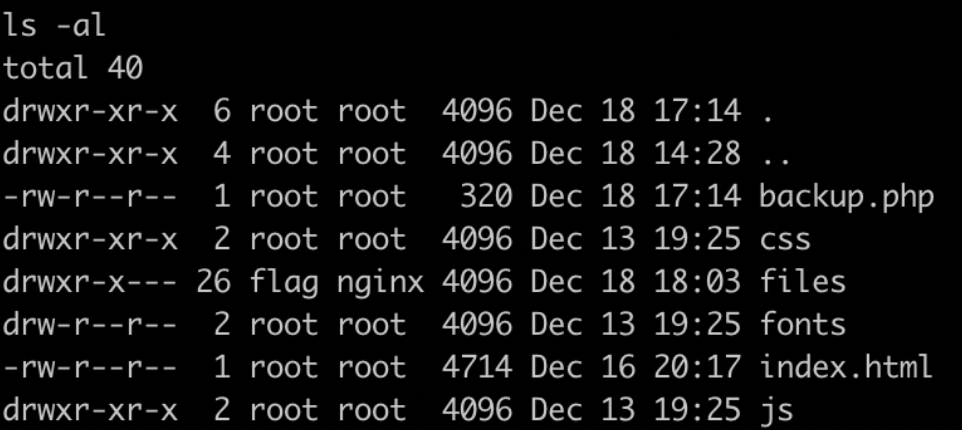 ls -al
total 40
drwxr-xr-x  6 root root  4096 Dec 18 17:14 .
drwxr-xr-x  4 root root  4096 Dec 18 14:28 ..
-rw-r--r--  1 root root   320 Dec 18 17:14 backup.php
drwxr-xr-x  2 root root  4096 Dec 13 19:25 css
drwxr-x--- 26 flag nginx 4096 Dec 18 18:03 files
drw-r--r--  2 root root  4096 Dec 13 19:25 fonts
-rw-r--r--  1 root root  4714 Dec 16 20:17 index.html
drwxr-xr-x  2 root root  4096 Dec 13 19:25 js